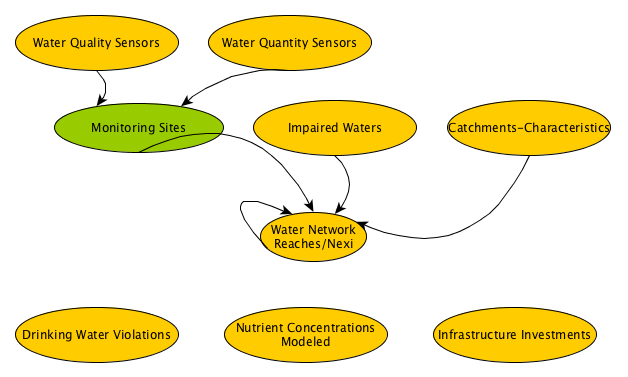 Water Quality Sensors
Water Quantity Sensors
Monitoring Sites
Impaired Waters
Catchments-Characteristics
Water Network
Reaches/Nexi
Drinking Water Violations
Nutrient Concentrations
Modeled
Infrastructure Investments